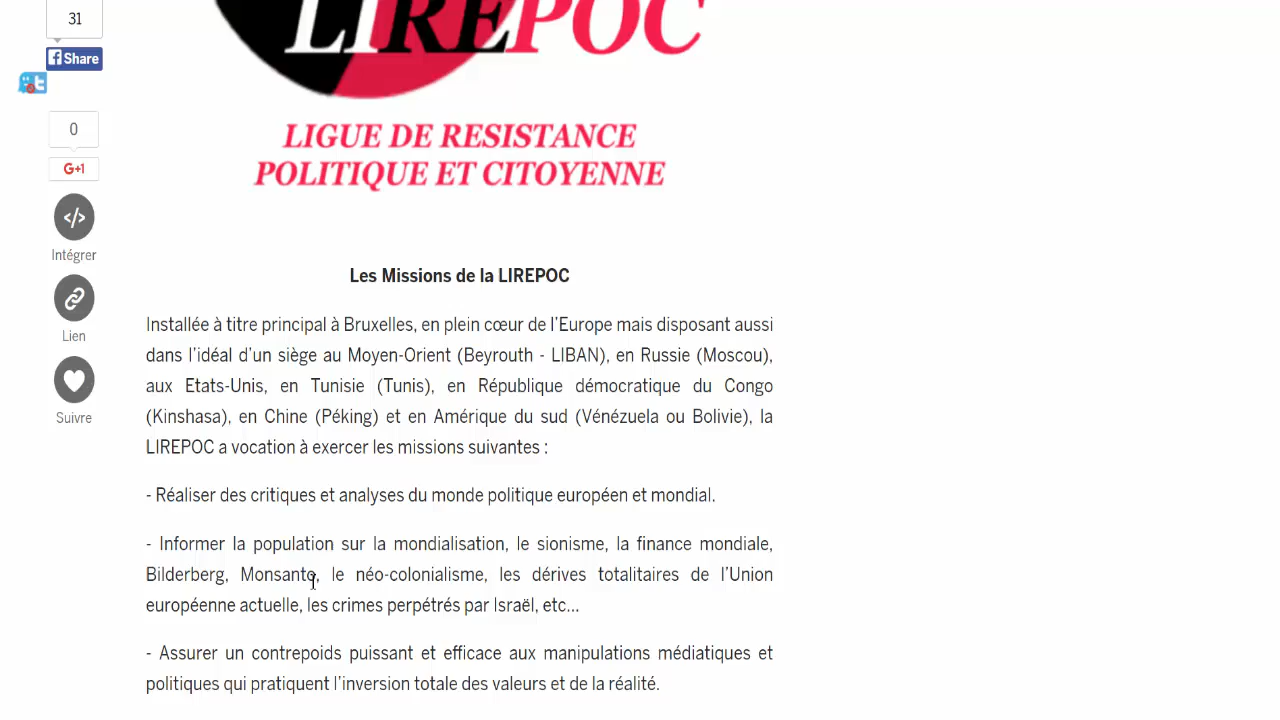 31
Share
0
G+1
</>
Intégrer
Lien
Suivre
LIREPOC
LIGUE DE RESISTANCE
POLITIQUE ET CITOYENNE
Les Missions de la LIREPOC
Installée à titre principal à Bruxelles, en plein cœur de l'Europe mais disposant aussi
dans l'idéal d'un siège au Moyen-Orient (Beyrouth - LIBAN), en Russie (Moscou),
aux Etats-Unis, en Tunisie (Tunis), en République démocratique du Congo
(Kinshasa), en Chine (Péking) et en Amérique du sud (Vénézuela ou Bolivie), la
LIREPOC a vocation à exercer les missions suivantes :
- Réaliser des critiques et analyses du monde politique européen et mondial.
- Informer la population sur la mondialisation, le sionisme, la finance mondiale,
Bilderberg, Monsanto, le néo-colonialisme, les dérives totalitaires de l'Union
européenne actuelle, les crimes perpétrés par Israël, etc...
- Assurer un contrepoids puissant et efficace aux manipulations médiatiques et
politiques qui pratiquent l'inversion totale des valeurs et de la réalité.